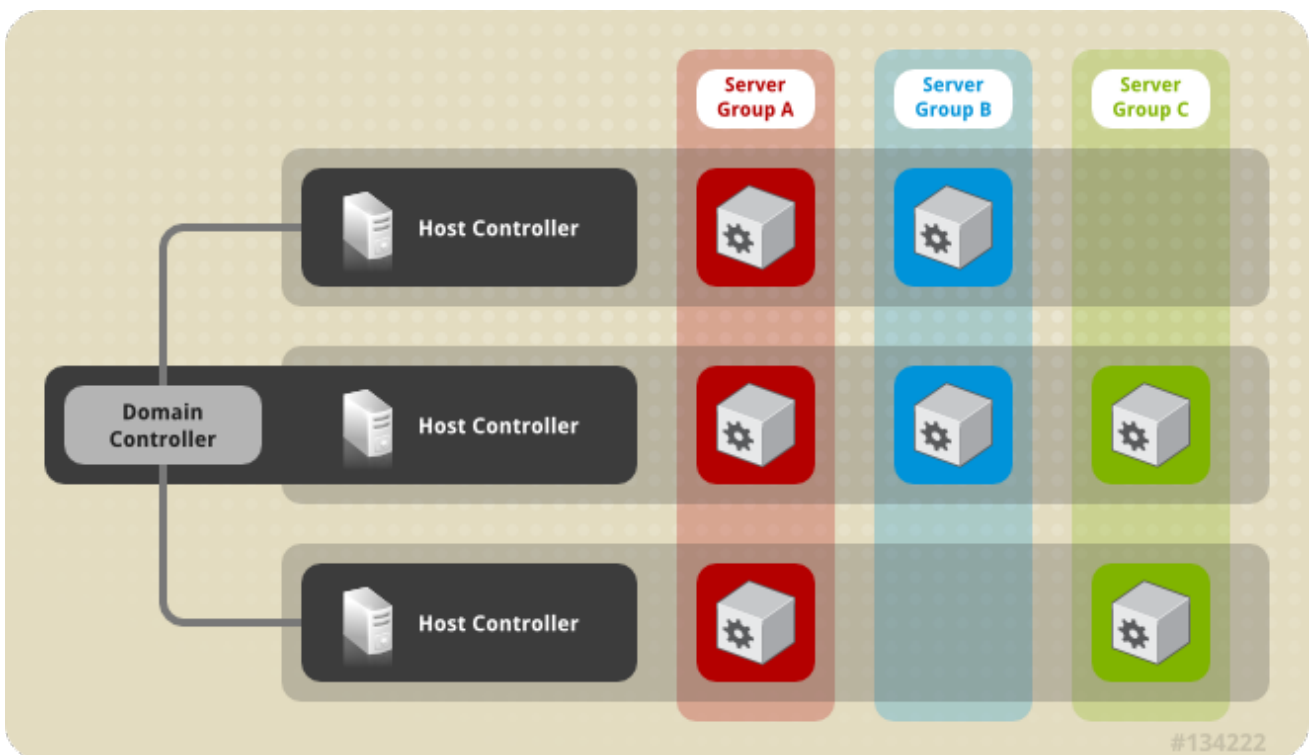 Server
Group A
Server
Group B
Server
Group C
Host Controller
Domain
Controller
Host Controller
Host Controller
#134222